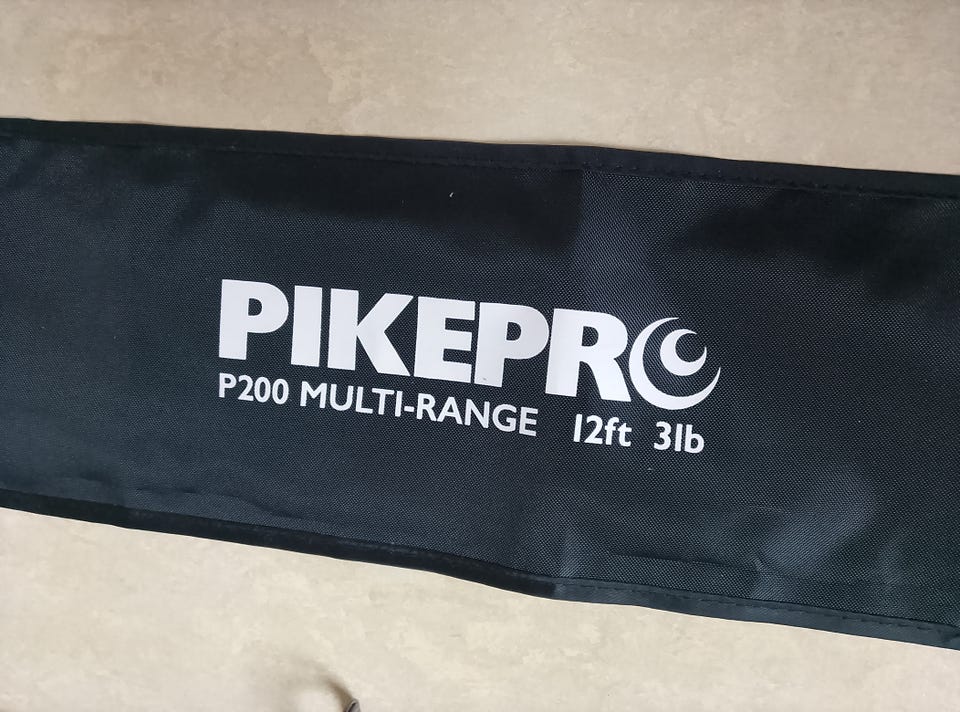 PIKEPRO
P200 MULTI-RANGE 12ft 3lb